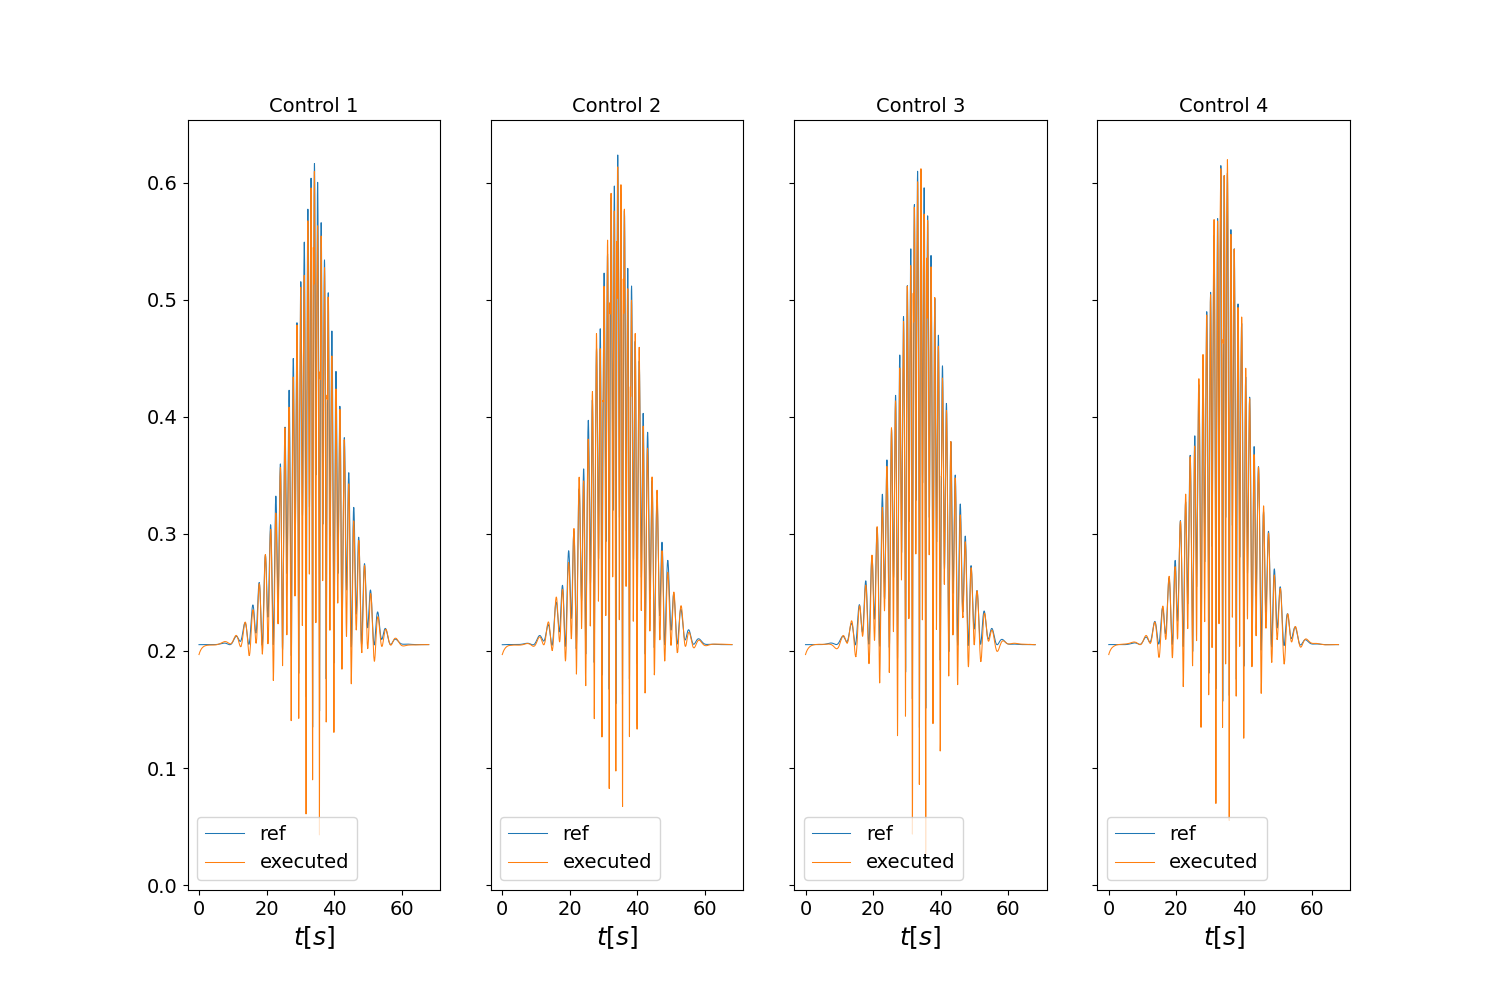 Control 1 Control 2 Control 3 Control 4
0.6
0.5
0.4
0.3
0.2
0.1
0.0
ref ref ref ref
executed executed executed executed
0 20 40 60 0 20 40 60 0 20 40 60 0 20 40 60
t[s] t[s] t[s] t[s]